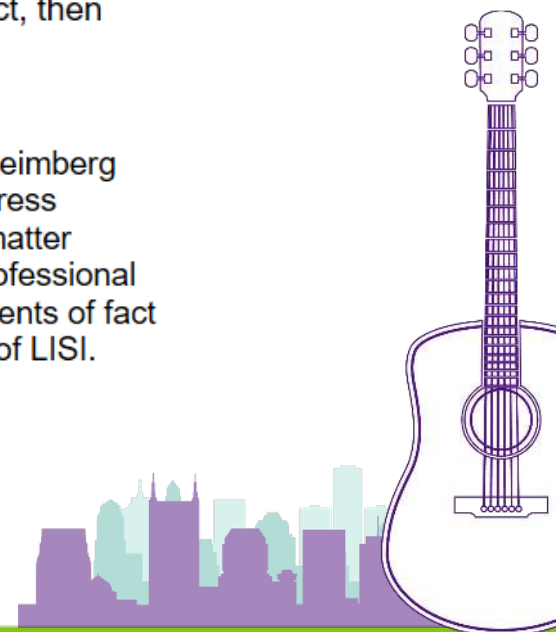 ct, then
eimberg
ress
natter
ofessional
ents of fact
of LISI.